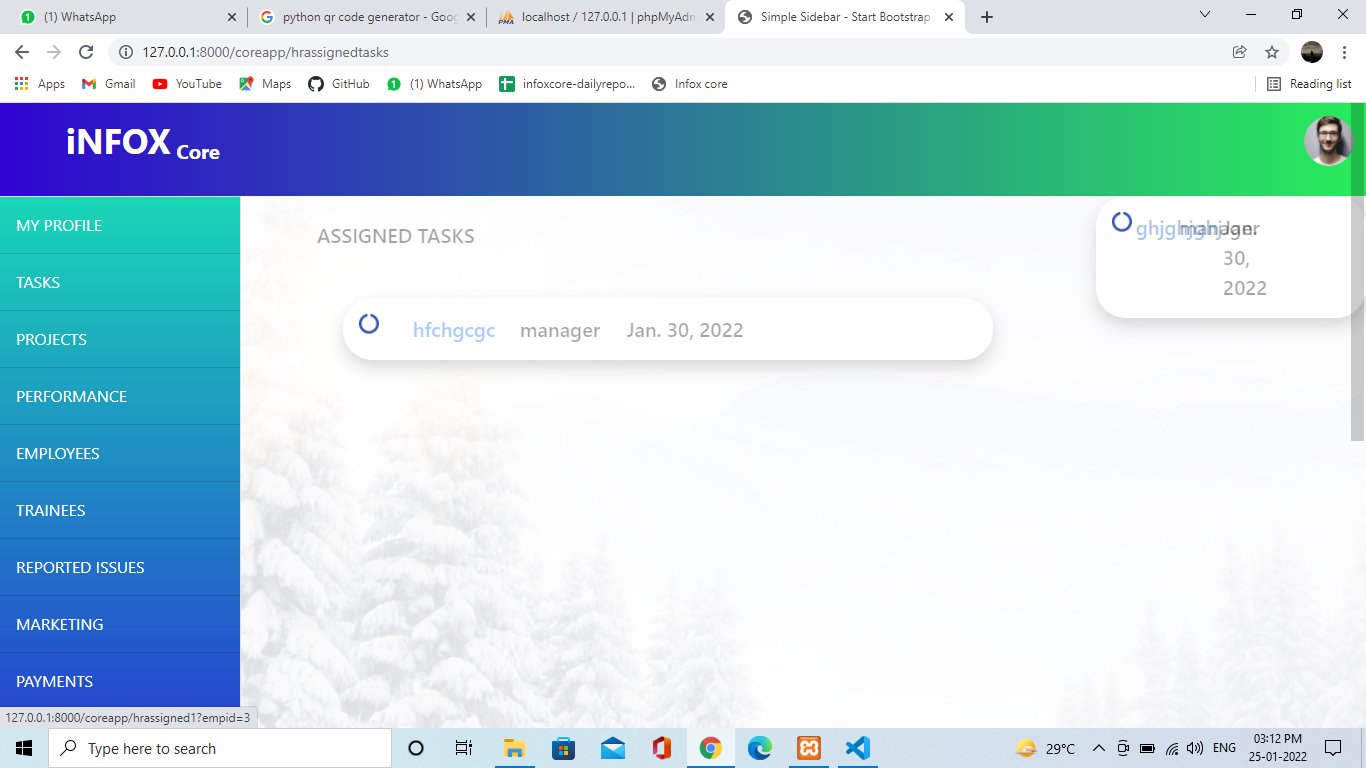 (1) WhatsApp
python qr code generator - Goog
localhost / 127.0.0.1 | phpMyAdm
Simple Sidebar - Start Bootstrap
127.0.0.1:8000/coreapp/hrassignedtasks
Apps
Gmail
YouTube
Maps
GitHub
(1) WhatsApp
infoxcore-dailyrepo...
Infox core
Reading list
iNFOX Core
MY PROFILE
TASKS
PROJECTS
PERFORMANCE
EMPLOYEES
TRAINEES
REPORTED ISSUES
MARKETING
PAYMENTS
ASSIGNED TASKS
hfchgcgc manager Jan. 30, 2022
ghjghjghj manager Jan.
30,
2022
127.0.0.1:8000/coreapp/hrassigned1?empid=3
Type here to search
29°C
ENG
03:12 PM
25-01-2022